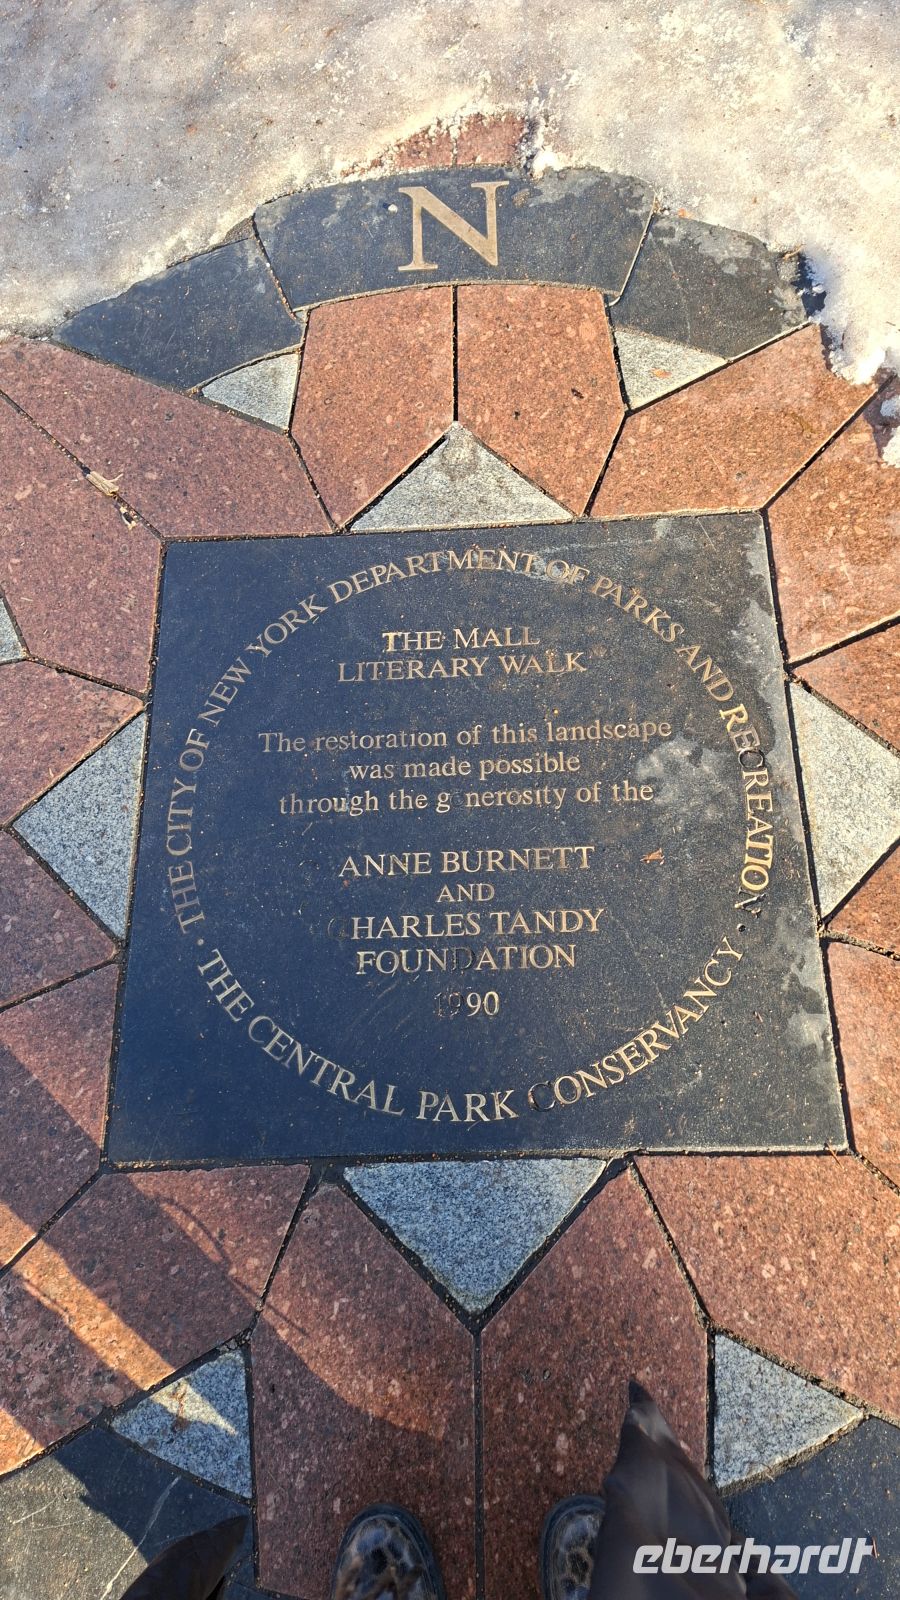 N
THE CITY OF NEW YORK DEPARTMENT OF PARKS AND RECREATION
THE MALL
LITERARY WALK
The restoration of this landscape
was made possible
through the generosity of the
ANNE BURNETT
AND
CHARLES TANDY
FOUNDATION
1990
· THE CENTRAL PARK CONSERVANCY ·
eberhardt